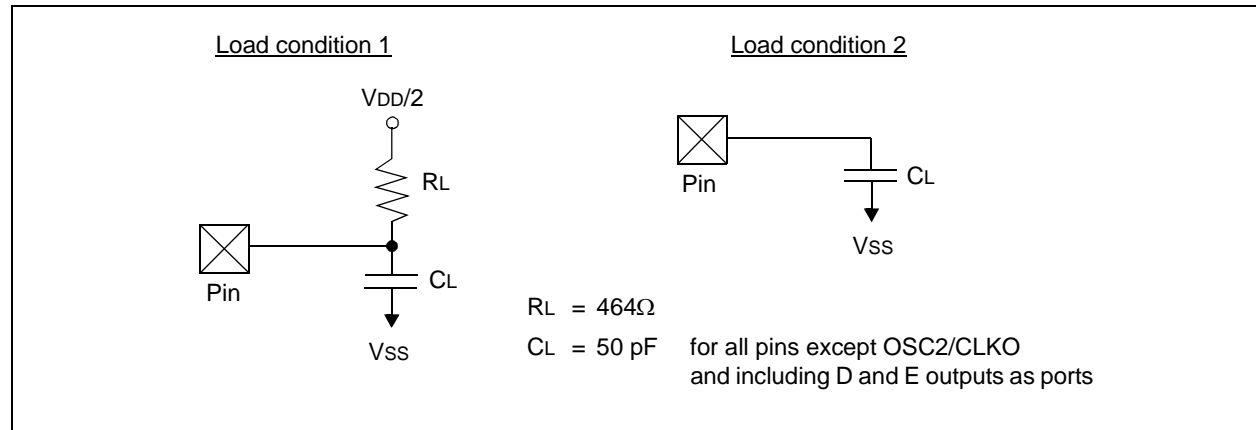 Load condition 1
VDD/2
RL
Pin
CL
VSS
Load condition 2
Pin
CL
VSS
RL = 464Ω
CL = 50 pF for all pins except OSC2/CLKO
and including D and E outputs as ports